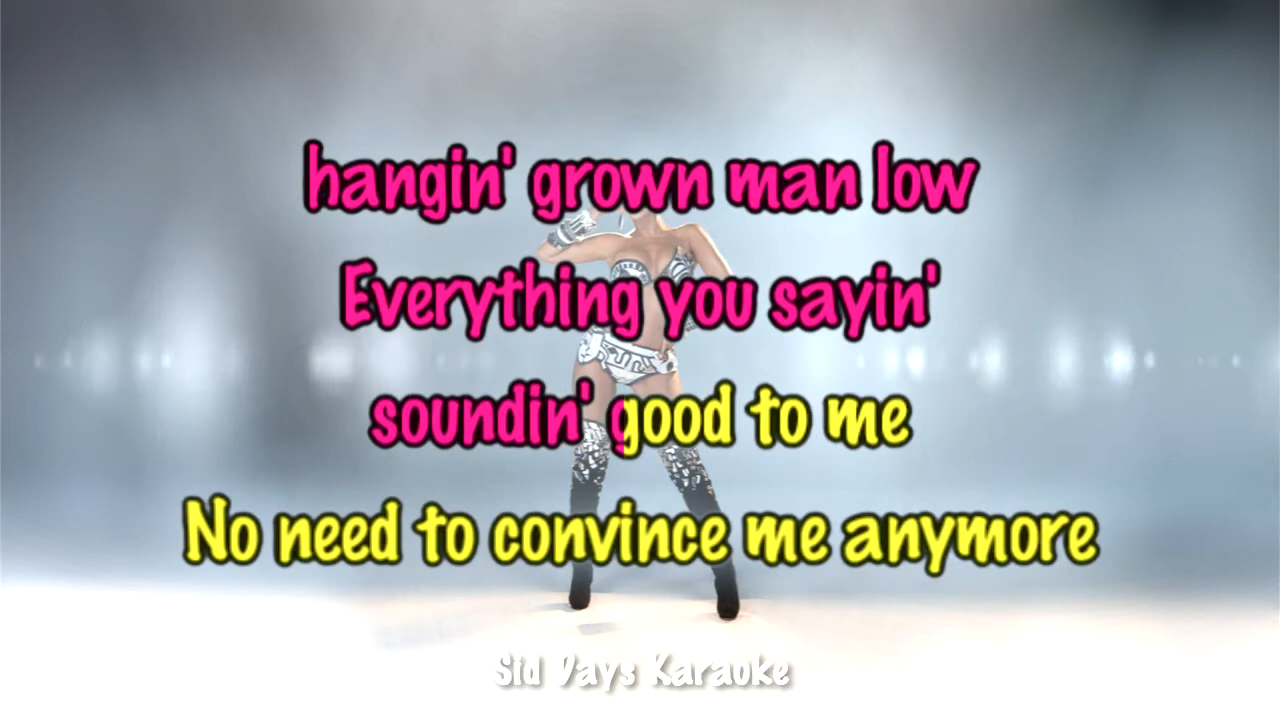 hangin' grown man low
Everything you sayin'
soundin' good to me
No need to convince me anymore
Sid Days Karaoke